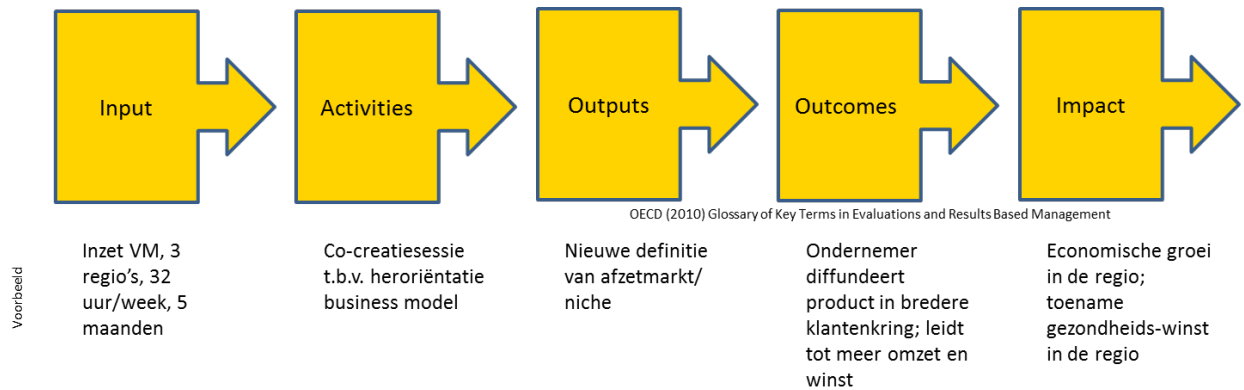 Input
Activities
Outputs
Outcomes
Impact
OECD (2010) Glossary of Key Terms in Evaluations and Results Based Management
Voorbeeld
Inzet VM, 3
regio's, 32
uur/week, 5
maanden
Co-creatiesessie
t.b.v. heroriëntatie
business model
Nieuwe definitie
van afzetmarkt/
niche
Ondernemer
diffundeert
product in bredere
klantenkring; leidt
tot meer omzet en
winst
Economische groei
in de regio;
toename
gezondheids-winst
in de regio